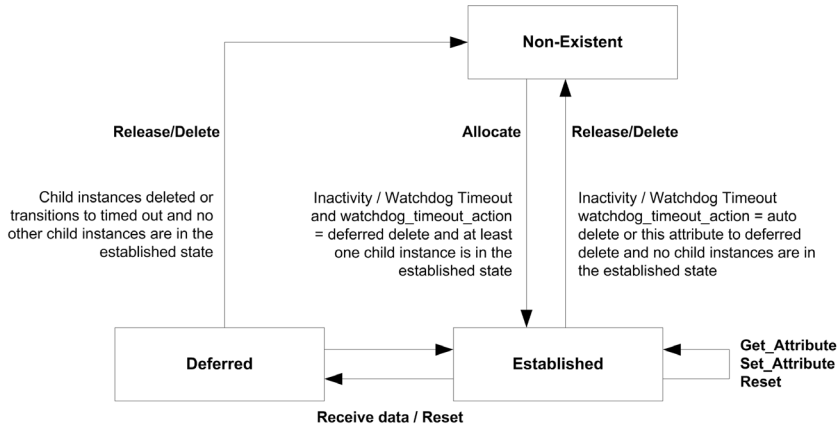 Non-Existent
Release/Delete
Allocate
Release/Delete
Child instances deleted or
transitions to timed out and no
other child instances are in the
established state
Inactivity / Watchdog Timeout
and watchdog_timeout_action
= deferred delete and at least
one child instance is in the
established state
Inactivity / Watchdog Timeout
watchdog_timeout_action = auto
delete or this attribute to deferred
delete and no child instances are in
the established state
Deferred
Established
Get_Attribute
Set_Attribute
Reset
Receive data / Reset